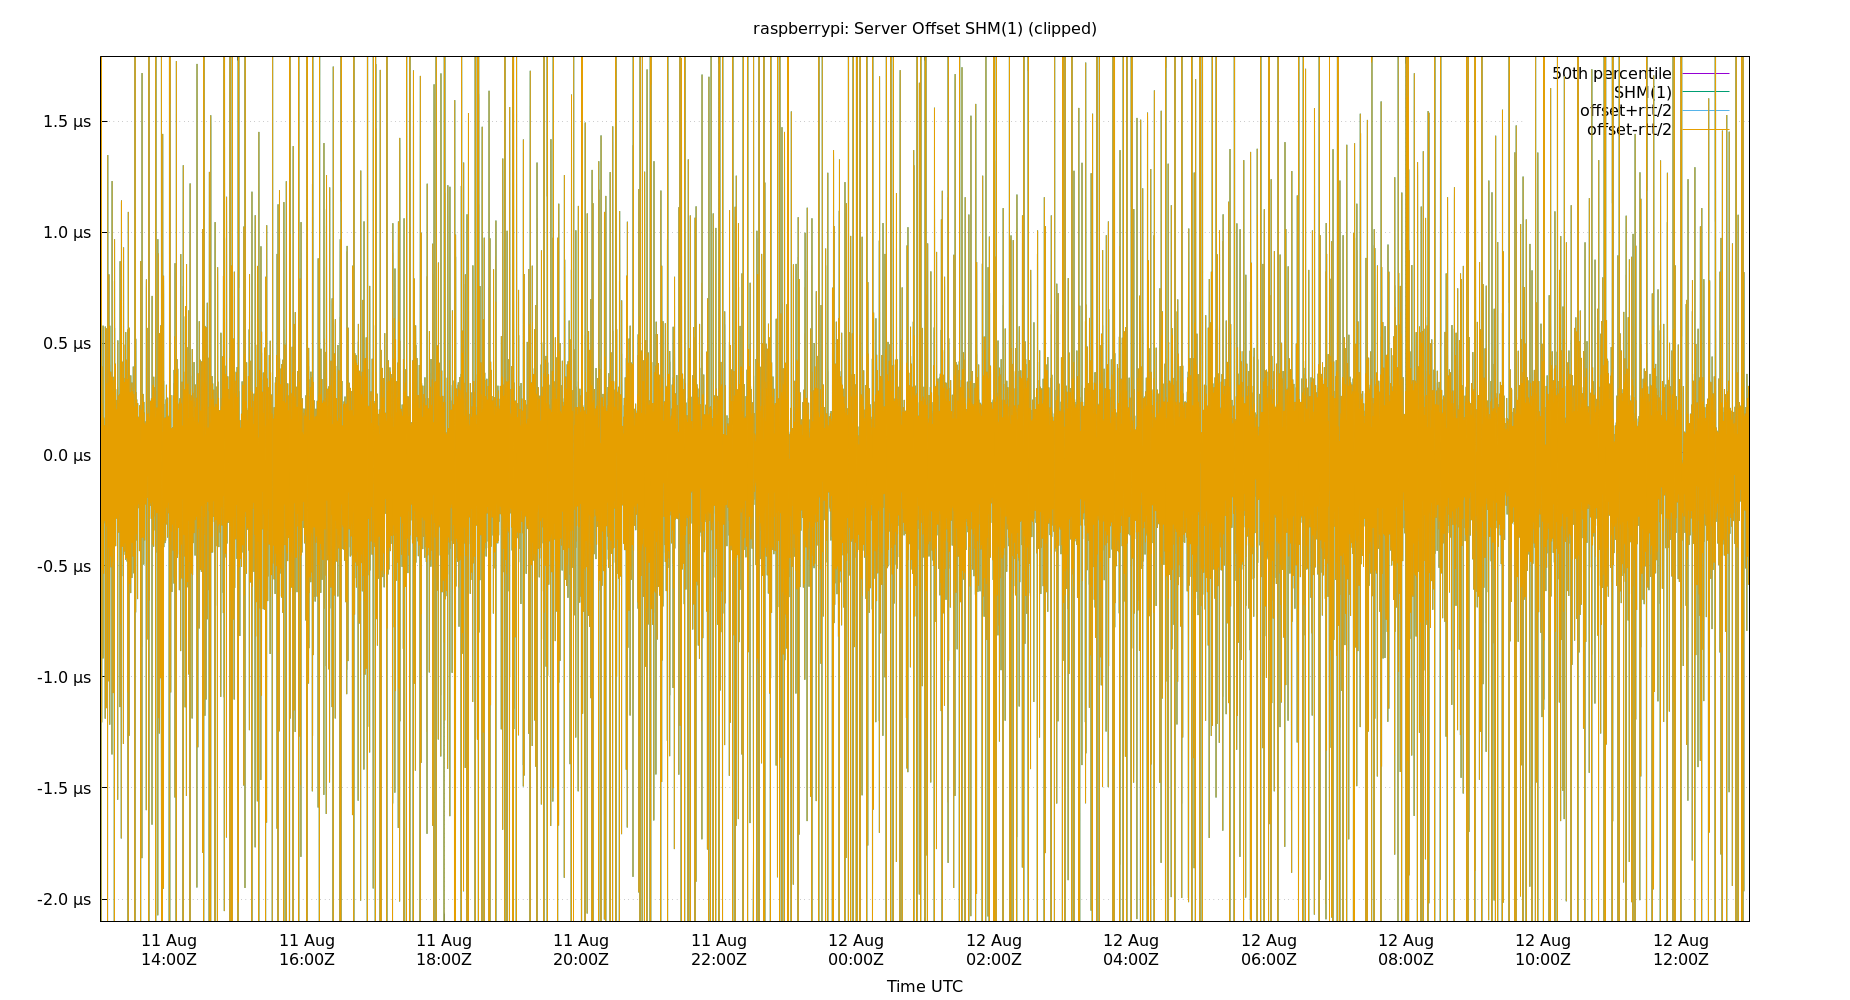 raspberrypi: Server Offset SHM(1) (clipped)
50th percentile
SHM(1)
offset+rtt/2
offset-rtt/2
1.5 µs
1.0 µs
0.5 µs
0.0 µs
-0.5 µs
-1.0 µs
-1.5 µs
-2.0 µs
11 Aug 11 Aug 11 Aug 11 Aug 11 Aug 12 Aug 12 Aug 12 Aug 12 Aug 12 Aug 12 Aug 12 Aug
14:00Z 16:00Z 18:00Z 20:00Z 22:00Z 00:00Z 02:00Z 04:00Z 06:00Z 08:00Z 10:00Z 12:00Z
Time UTC